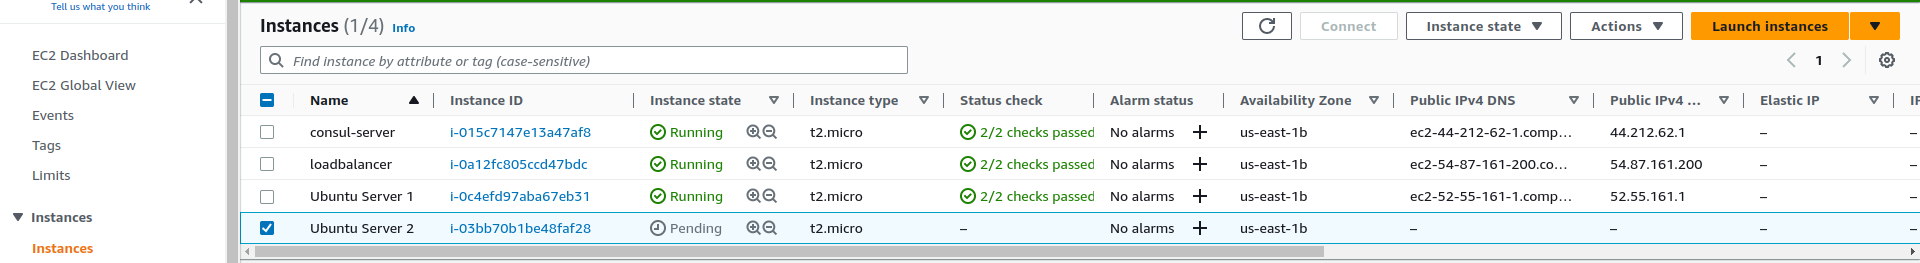 Tell us what you think
EC2 Dashboard
EC2 Global View
Events
Tags
Limits
Instances
Instances
Instances (1/4) Info
Connect Instance state Actions Launch instances
Find instance by attribute or tag (case-sensitive)
1
Name Instance ID Instance state Instance type Status check Alarm status Availability Zone Public IPv4 DNS Public IPv4 ... Elastic IP
consul-server i-015c7147e13a47af8 Running t2.micro 2/2 checks passed No alarms + us-east-1b ec2-44-212-62-1.comp... 44.212.62.1 – –
loadbalancer i-0a12fc805ccd47bdc Running t2.micro 2/2 checks passed No alarms + us-east-1b ec2-54-87-161-200.co... 54.87.161.200 – –
Ubuntu Server 1 i-0c4efd97aba67eb31 Running t2.micro 2/2 checks passed No alarms + us-east-1b ec2-52-55-161-1.comp... 52.55.161.1 – –
Ubuntu Server 2 i-03bb70b1be48faf28 Pending t2.micro – No alarms + us-east-1b – – – –